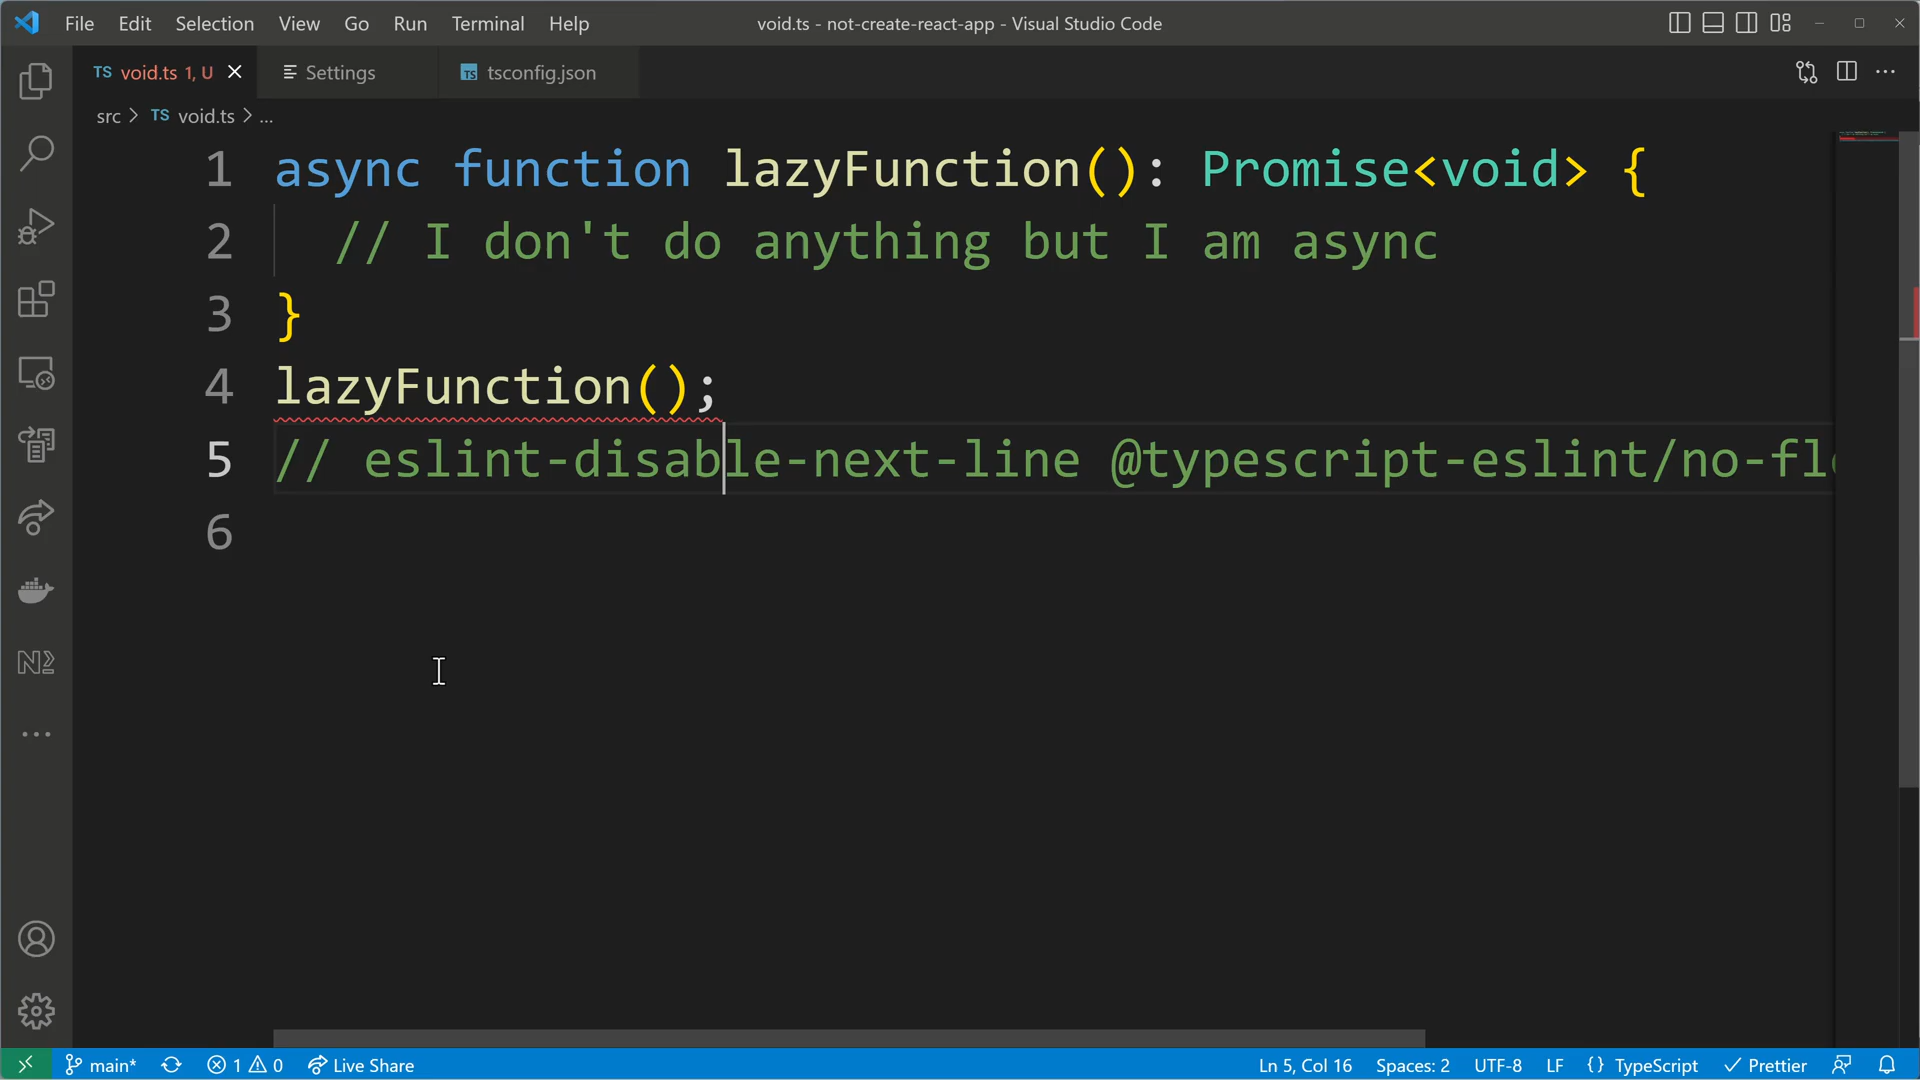 File Edit Selection View Go Run Terminal Help void.ts - not-create-react-app - Visual Studio Code
TS void.ts 1, U Settings TS tsconfig.json
src > TS void.ts > ...
1 async function lazyFunction(): Promise<void> {
2 // I don't do anything but I am async
3 }
4 lazyFunction();
5 // eslint-disable-next-line @typescript-eslint/no-flo
6
main* 1 0 Live Share Ln 5, Col 16 Spaces: 2 UTF-8 LF {} TypeScript Prettier